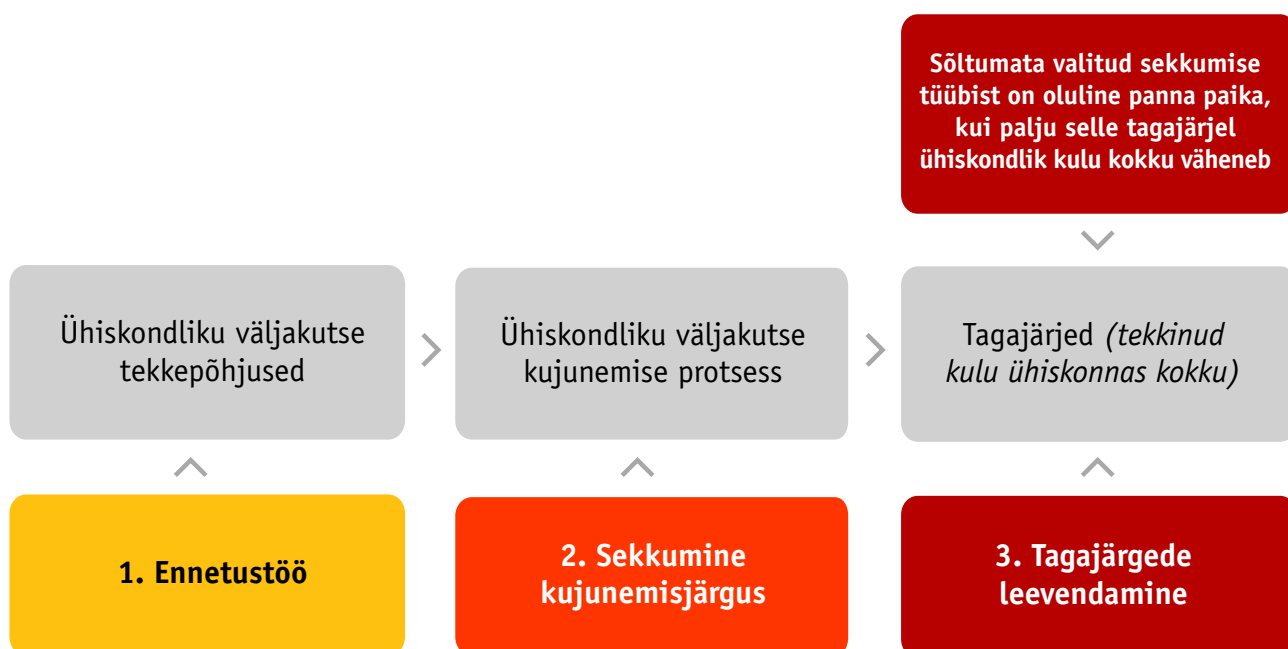 Sõltumata valitud sekkumise
tüübist on oluline panna paika,
kui palju selle tagajärjel
ühiskondlik kulu kokku väheneb
Ühiskondliku väljakutse
tekkepõhjused
Ühiskondliku väljakutse
kujunemise protsess
Tagajärjed (tekkinud
kulu ühiskonnas kokku)
1. Ennetustöö
2. Sekkumine
kujunemisjärgus
3. Tagajärgede
leevendamine